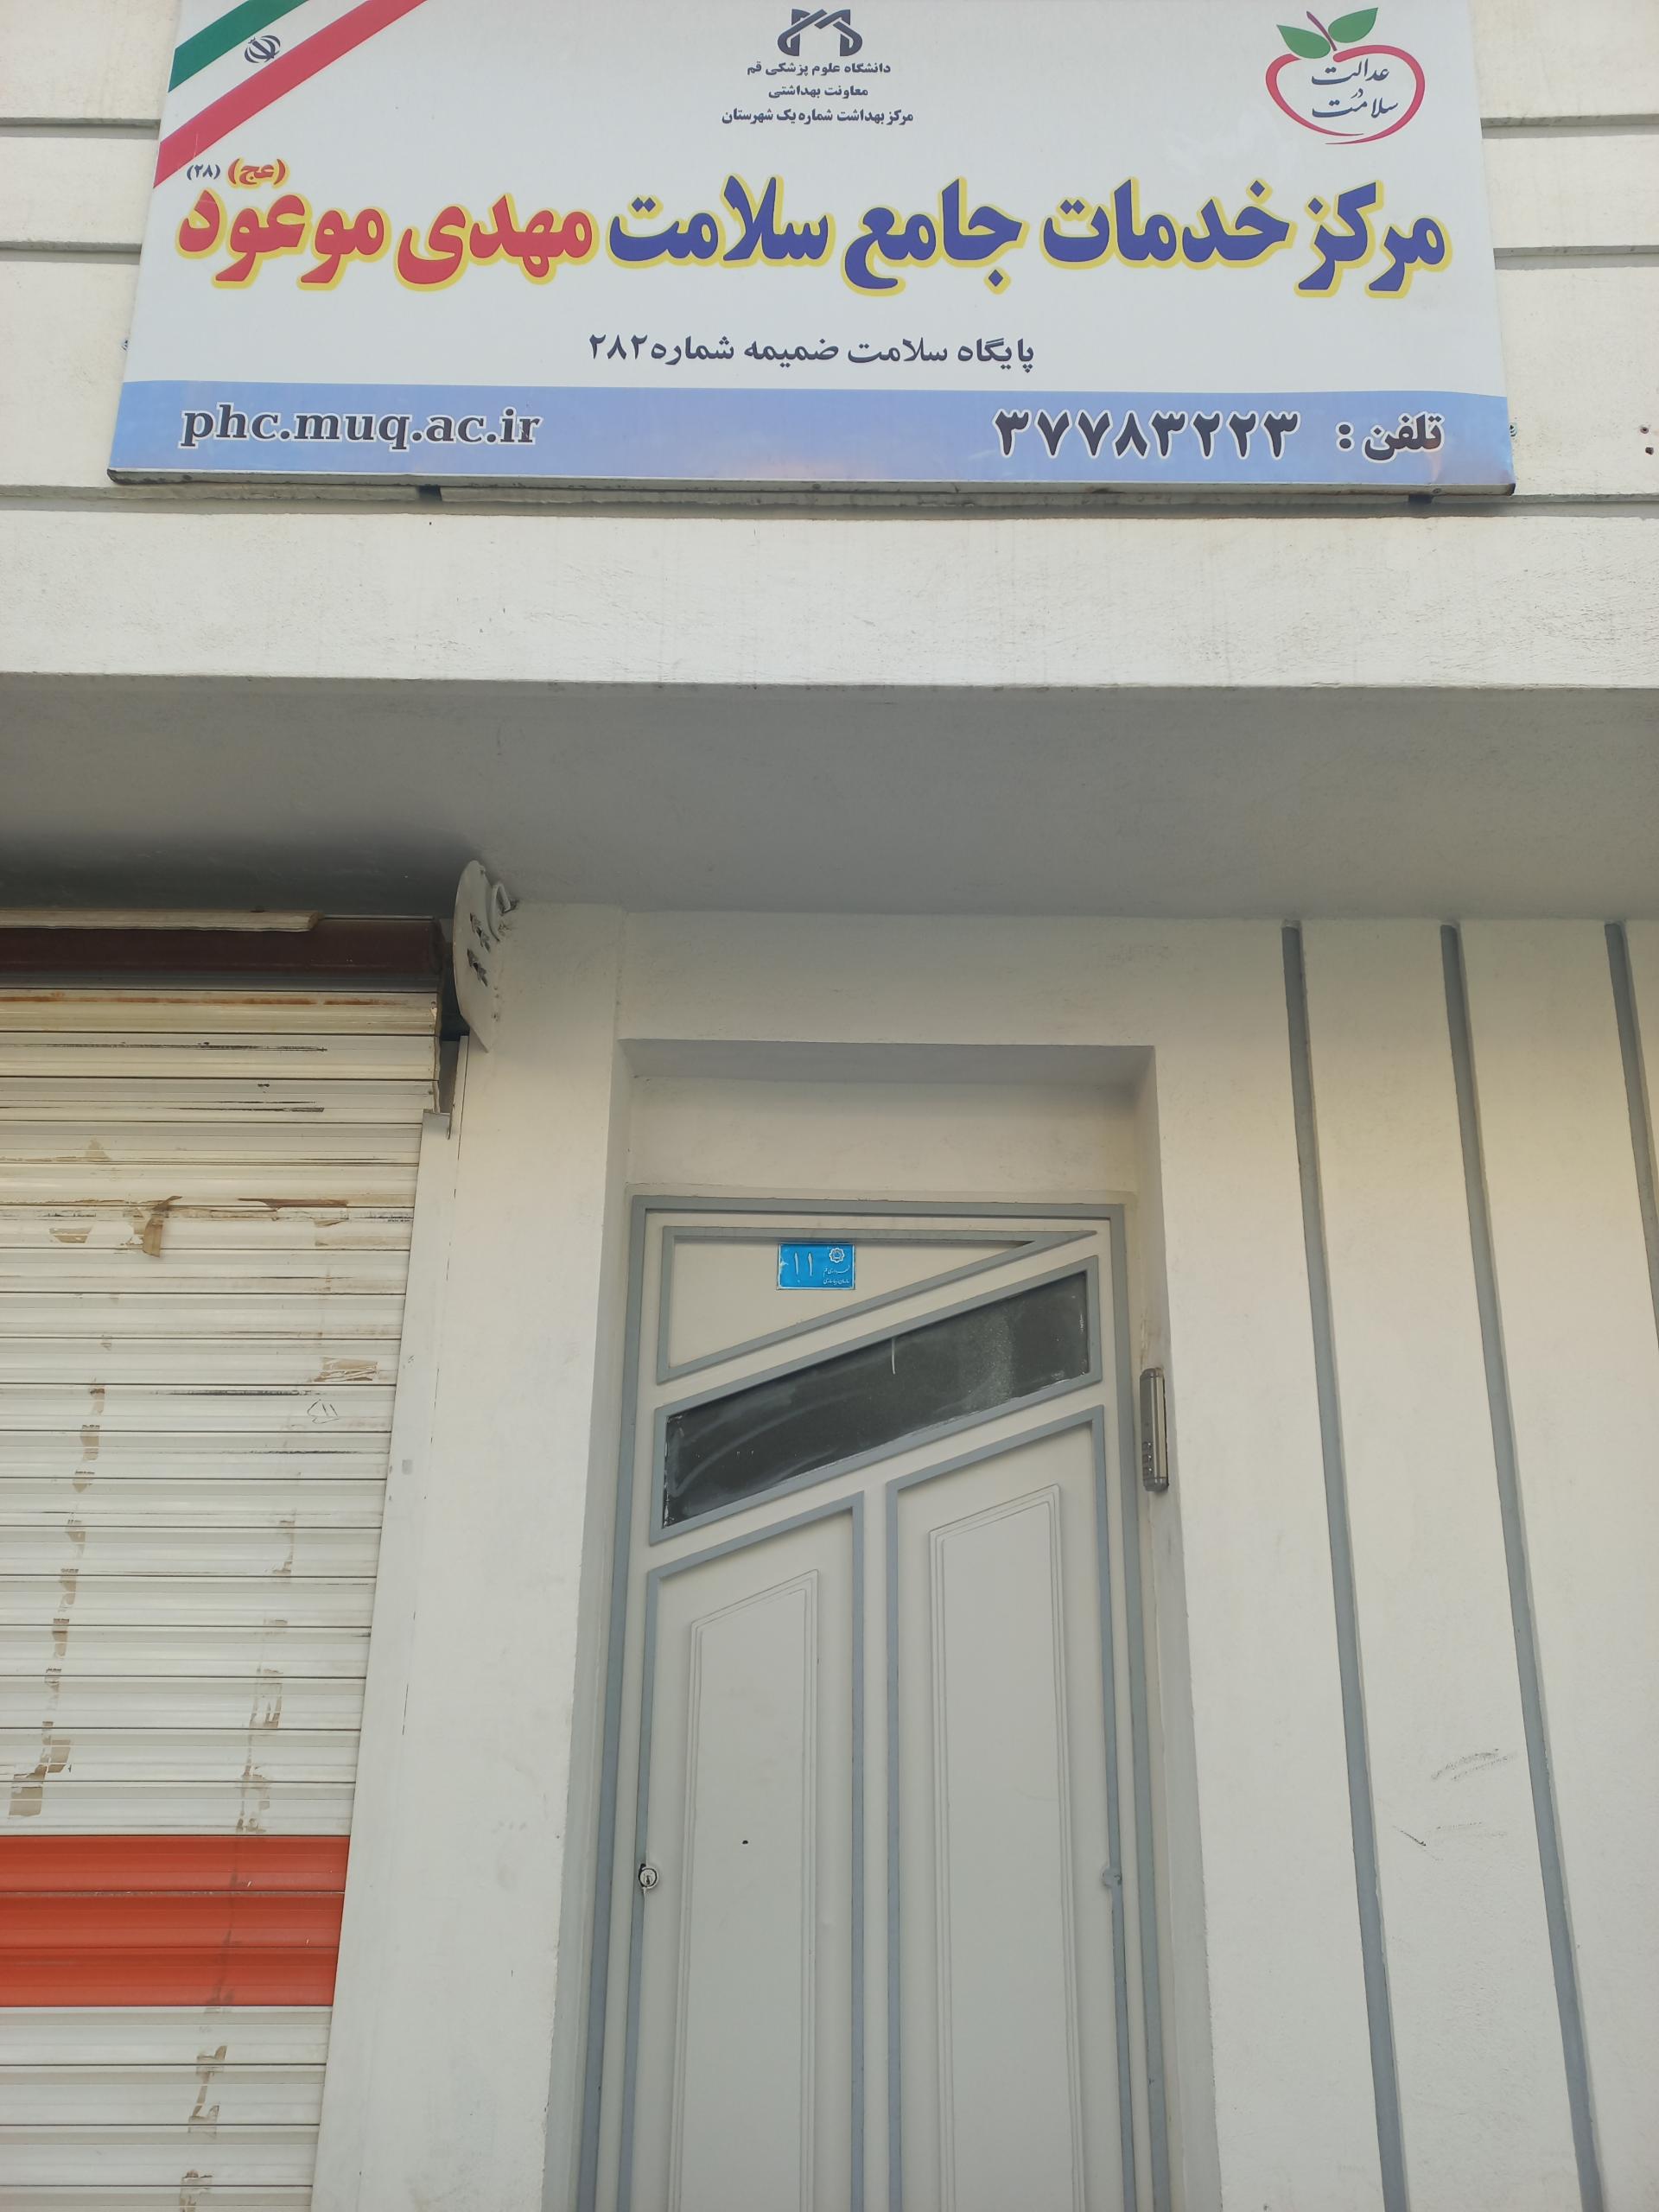 دانشگاه علوم پزشکی قم
معاونت بهداشتی
مرکز بهداشت شماره یک شهرستان
عدالت
در
سلامت
مرکز خدمات جامع سلامت مهدی موعود (عج) (۲۸)
پایگاه سلامت ضمیمه شماره ۲۸۲
تلفن : ۳۷۷۸۳۲۲۳
phc.muq.ac.ir
۱۱